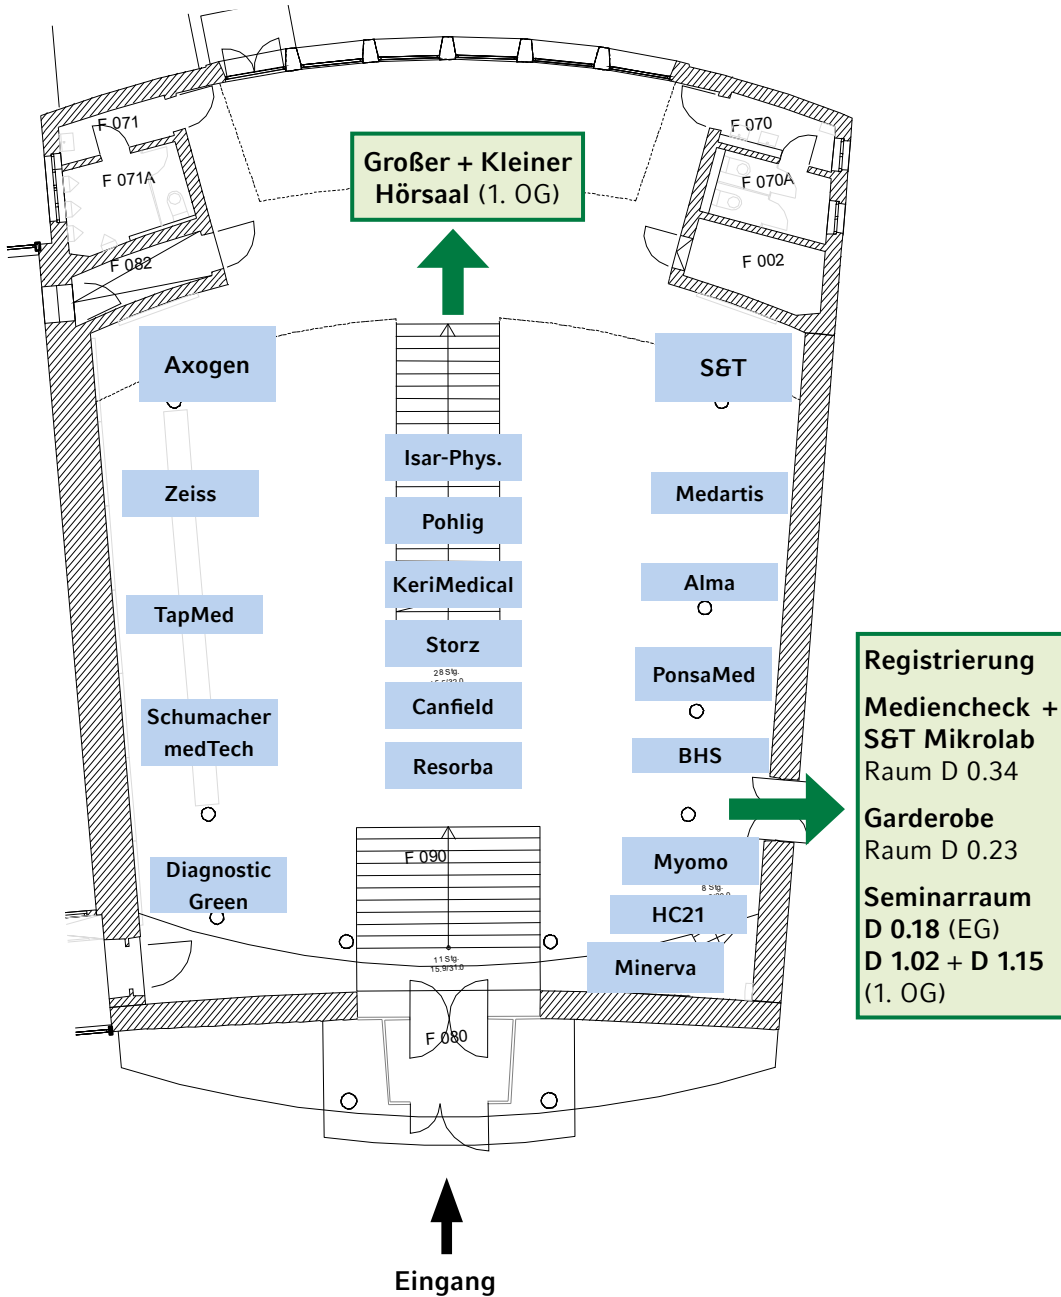 F 071
F 070
Großer + Kleiner
Hörsaal (1. OG)
F 071A
F 070A
F 082
F 002
Axogen
S&T
Isar-Phys.
Zeiss
Medartis
Pohlig
KeriMedical
Alma
TapMed
Storz
28 Stg.
PonsaMed
Canfield
Schumacher
medTech
BHS
Resorba
Registrierung
Mediencheck +
S&T Mikrolab
Raum D 0.34
Garderobe
Raum D 0.23
Seminarraum
D 0.18 (EG)
D 1.02 + D 1.15
(1. OG)
F 090
Myomo
Diagnostic
Green
8 Stg.
HC21
11 Stg.
15.9/31.0
Minerva
F 080
Eingang